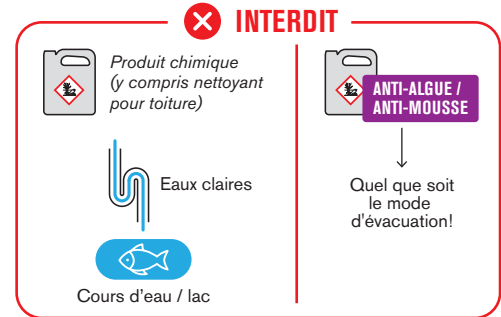 INTERDIT
Produit chimique
(y compris nettoyant
pour toiture)
Eaux claires
Cours d'eau / lac
ANTI-ALGUE /
ANTI-MOUSSE
Quel que soit
le mode
d'évacuation!